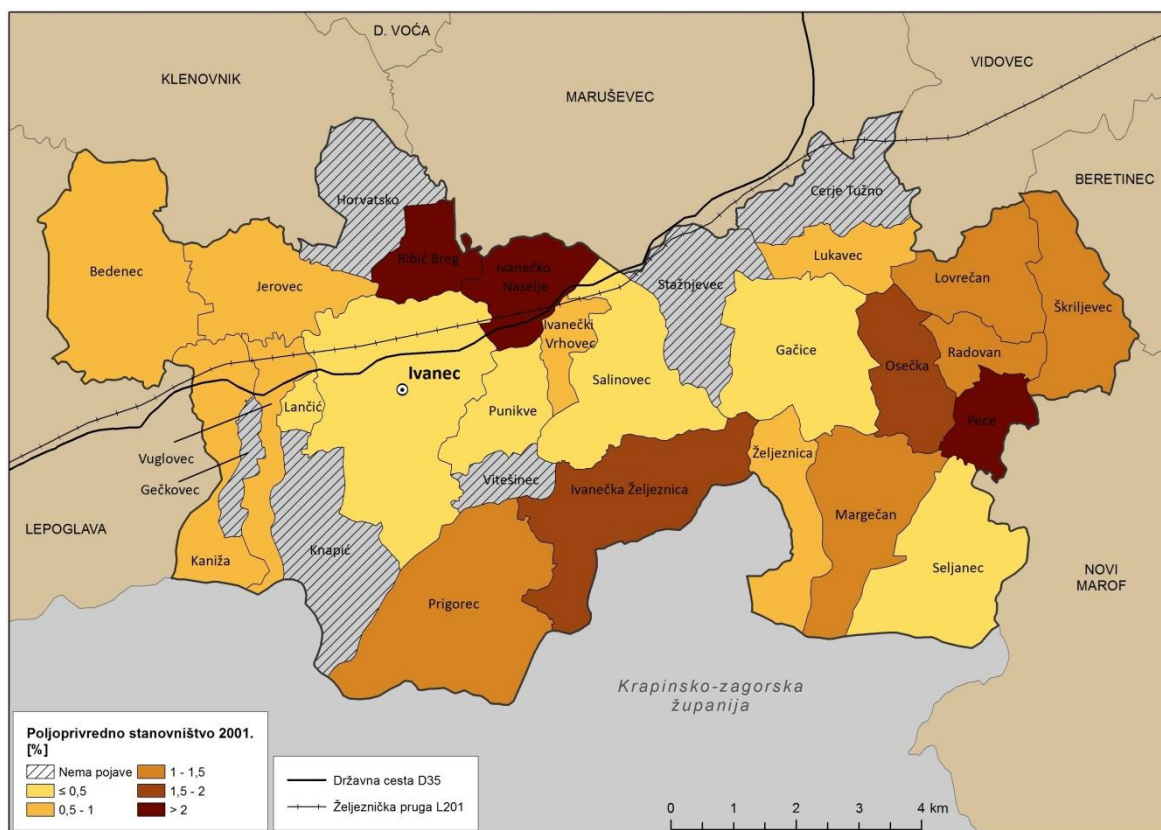 D. VOĆA
KLENOVNIK
VIDOVEC
MARUŠEVEC
BERETINEC
Horvatsko
Cerje Tužno
Bedenec
Jerovec
Ribić Breg
Ivanečko
Naselje
Stažnjevec
Lukavec
Lovrečan
Škriljevec
Ivanečki
Vrhovec
Gačice
Radovan
Osečka
Ivanec
Salinovec
Lančić
Punikve
Pece
Vuglovec
Gečkovec
Vitešinec
Željeznica
Ivanečka Željeznica
Margečan
LEPOGLAVA
Kaniža
Knapić
Seljanec
NOVI
MAROF
Prigorec
Krapinsko-zagorska
županija
Poljoprivredno stanovništvo 2001.
[%]
Nema pojave
≤ 0,5
0,5 - 1
1 - 1,5
1,5 - 2
> 2
Državna cesta D35
Željeznička pruga L201
0 1 2 3 4 km